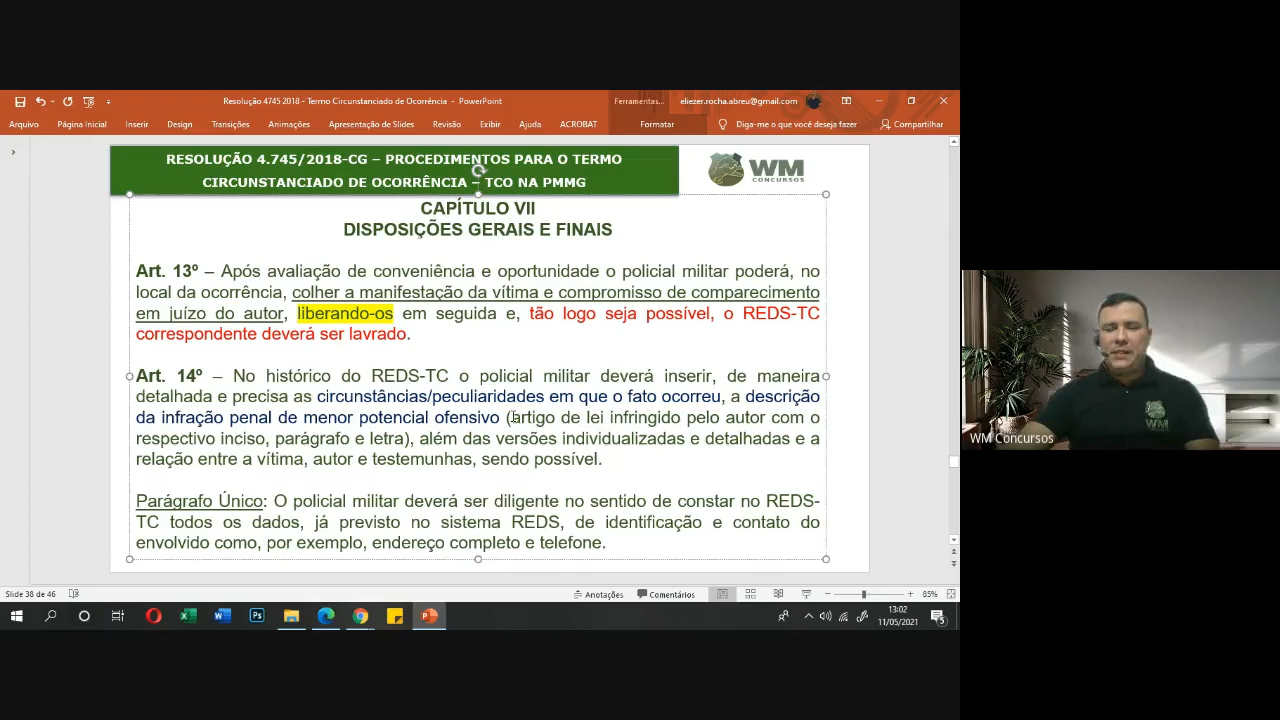 Resolução 4745 2018 - Termo Circunstanciado de Ocorrência - PowerPoint
Ferramentas...
eliezer.rocha.abreu@gmail.com
Arquivo Página Inicial Inserir Design Transições Animações Apresentação de Slides Revisão Exibir Ajuda ACROBAT Formatar Diga-me o que você deseja fazer Compartilhar
RESOLUÇÃO 4.745/2018-CG – PROCEDIMENTOS PARA O TERMO
CIRCUNSTANCIADO DE OCORRÊNCIA – TCO NA PMMG
WM
CONCURSOS
CAPÍTULO VII
DISPOSIÇÕES GERAIS E FINAIS
Art. 13º – Após avaliação de conveniência e oportunidade o policial militar poderá, no
local da ocorrência, colher a manifestação da vítima e compromisso de comparecimento
em juízo do autor, liberando-os em seguida e, tão logo seja possível, o REDS-TC
correspondente deverá ser lavrado.
Art. 14º – No histórico do REDS-TC o policial militar deverá inserir, de maneira
detalhada e precisa as circunstâncias/peculiaridades em que o fato ocorreu, a descrição
da infração penal de menor potencial ofensivo (artigo de lei infringido pelo autor com o
respectivo inciso, parágrafo e letra), além das versões individualizadas e detalhadas e a
relação entre a vítima, autor e testemunhas, sendo possível.
Parágrafo Único: O policial militar deverá ser diligente no sentido de constar no REDS-
TC todos os dados, já previsto no sistema REDS, de identificação e contato do
envolvido como, por exemplo, endereço completo e telefone.
WM Concursos
Slide 38 de 46
Anotações
Comentários
85%
13:02
11/05/2021
5